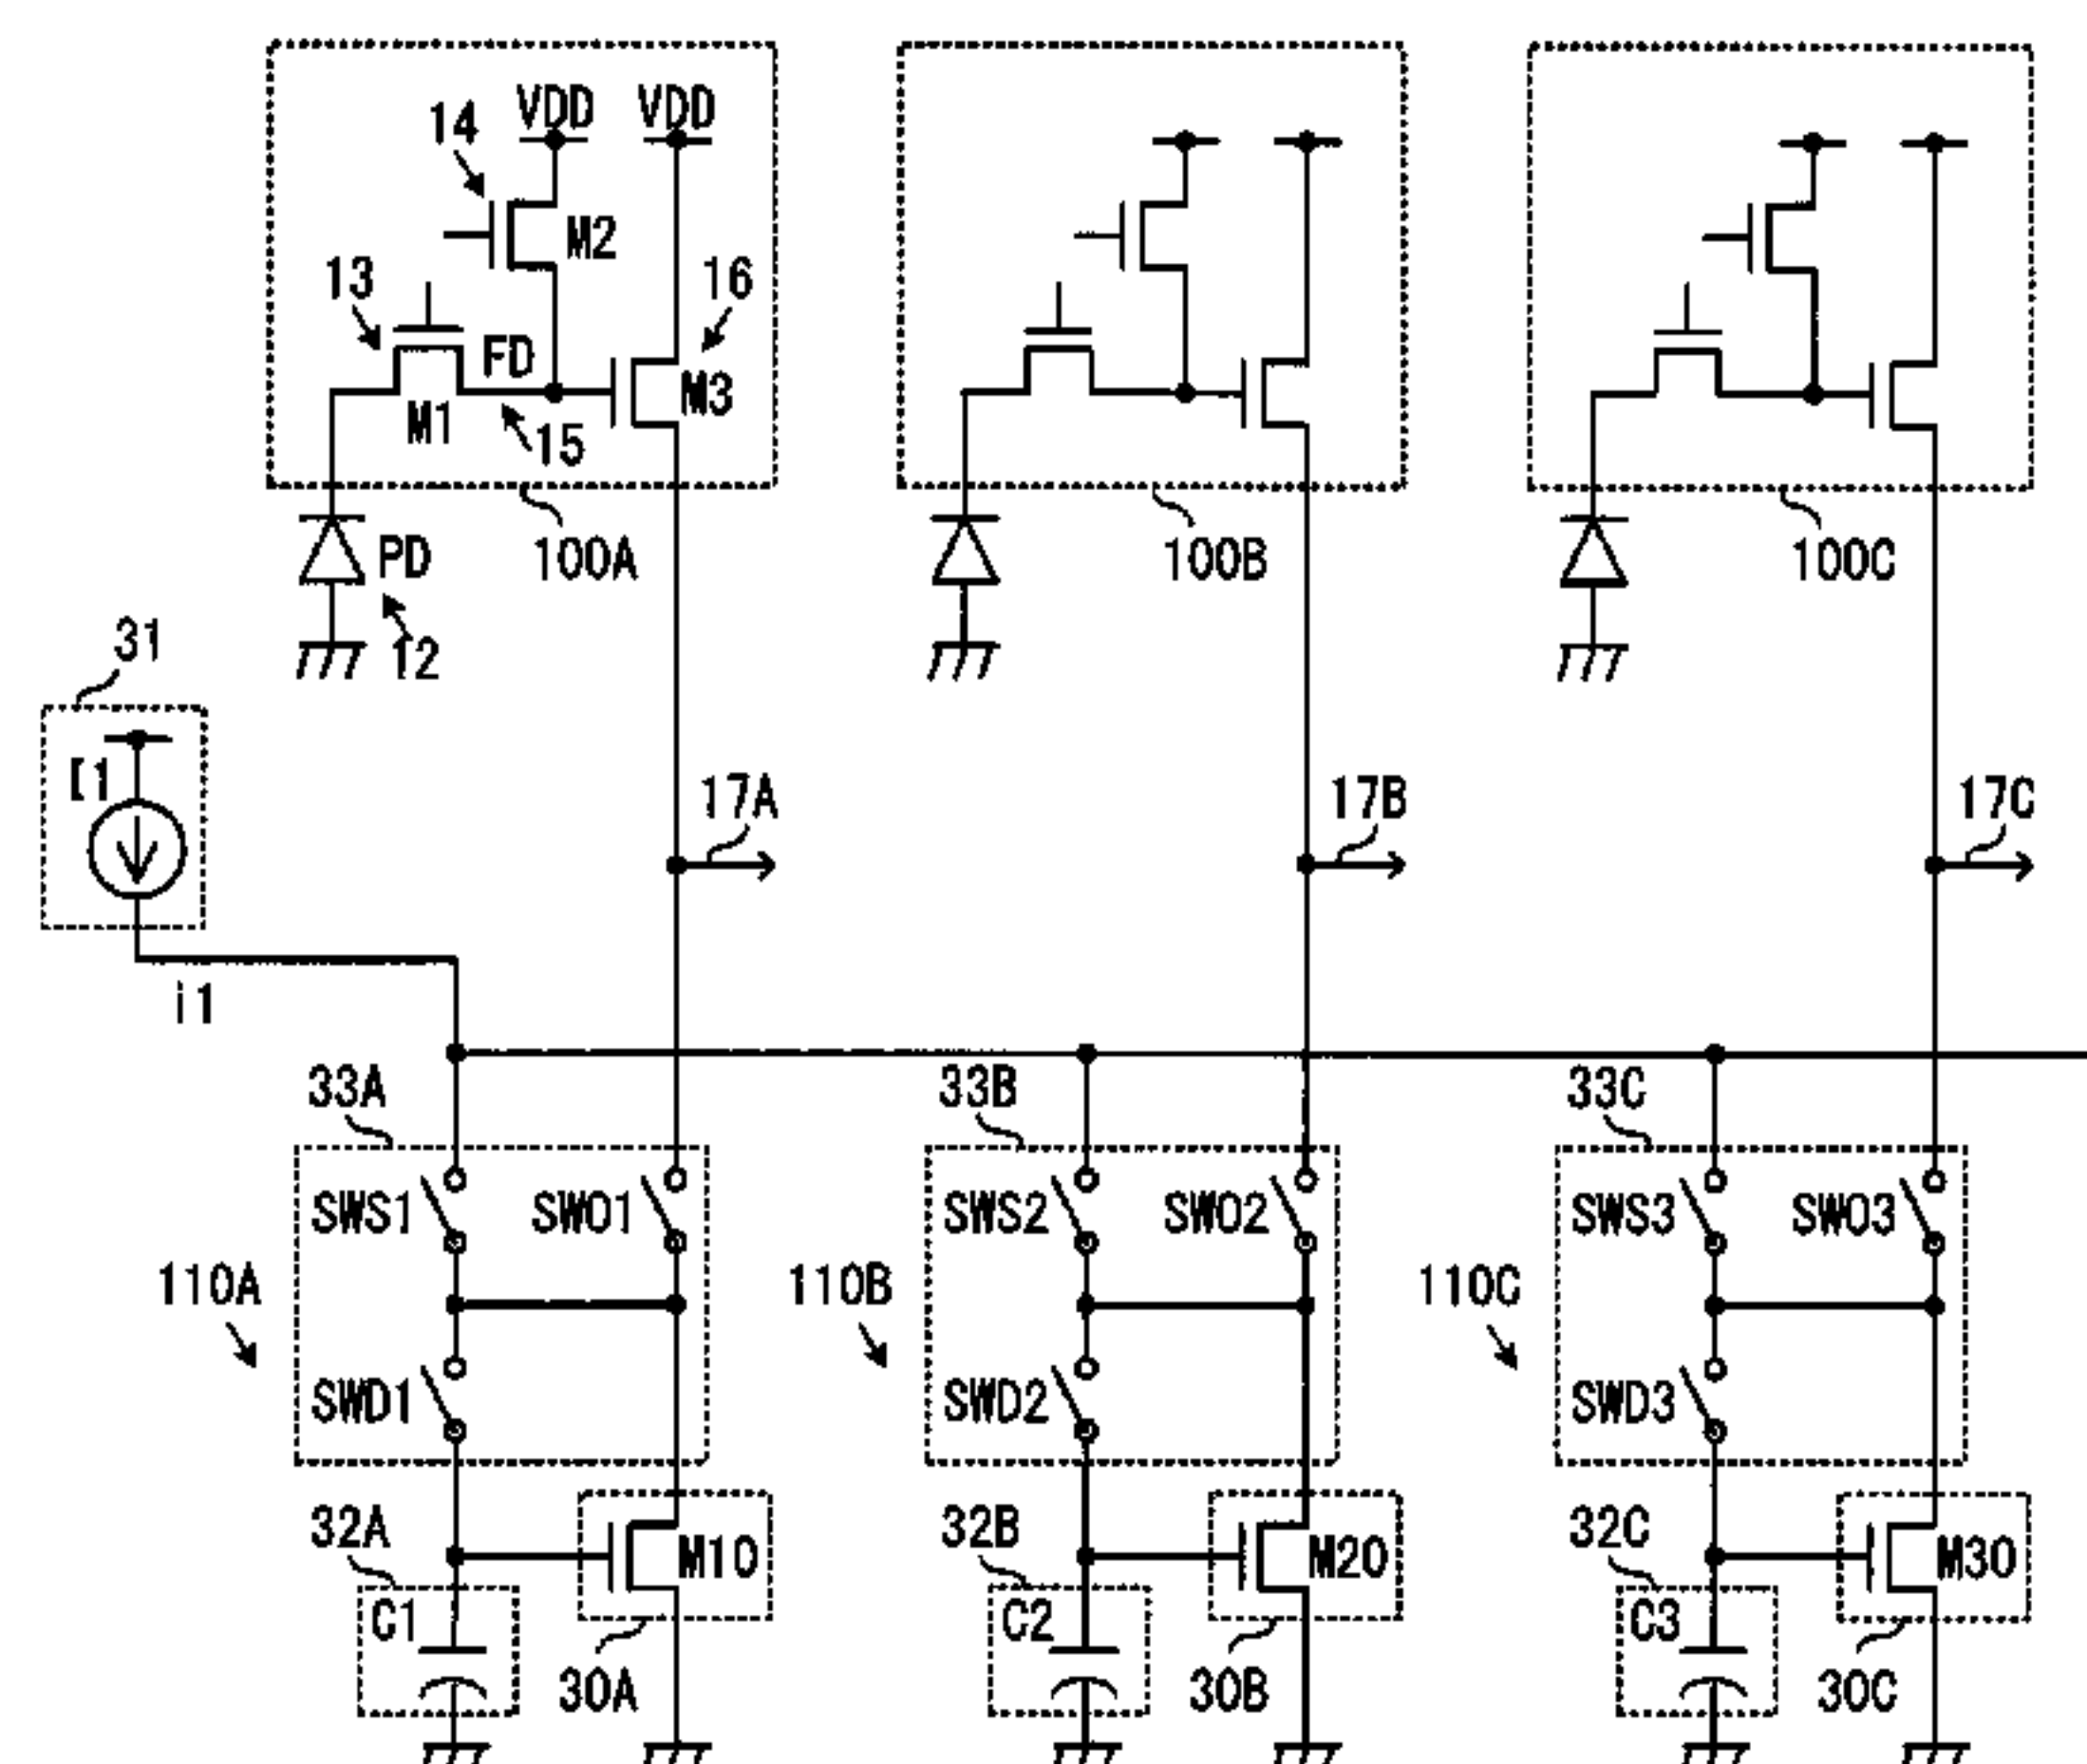 VDD VDD
14
M2
13
16
FD
M3
M1
15
PD
100A
100B
100C
12
31
I1
17A
17B
17C
i1
33A
33B
33C
SWS1
SWO1
SWS2
SWO2
SWS3
SWO3
110A
110B
110C
SWD1
SWD2
SWD3
32A
M10
32B
M20
32C
M30
C1
C2
C3
30A
30B
30C